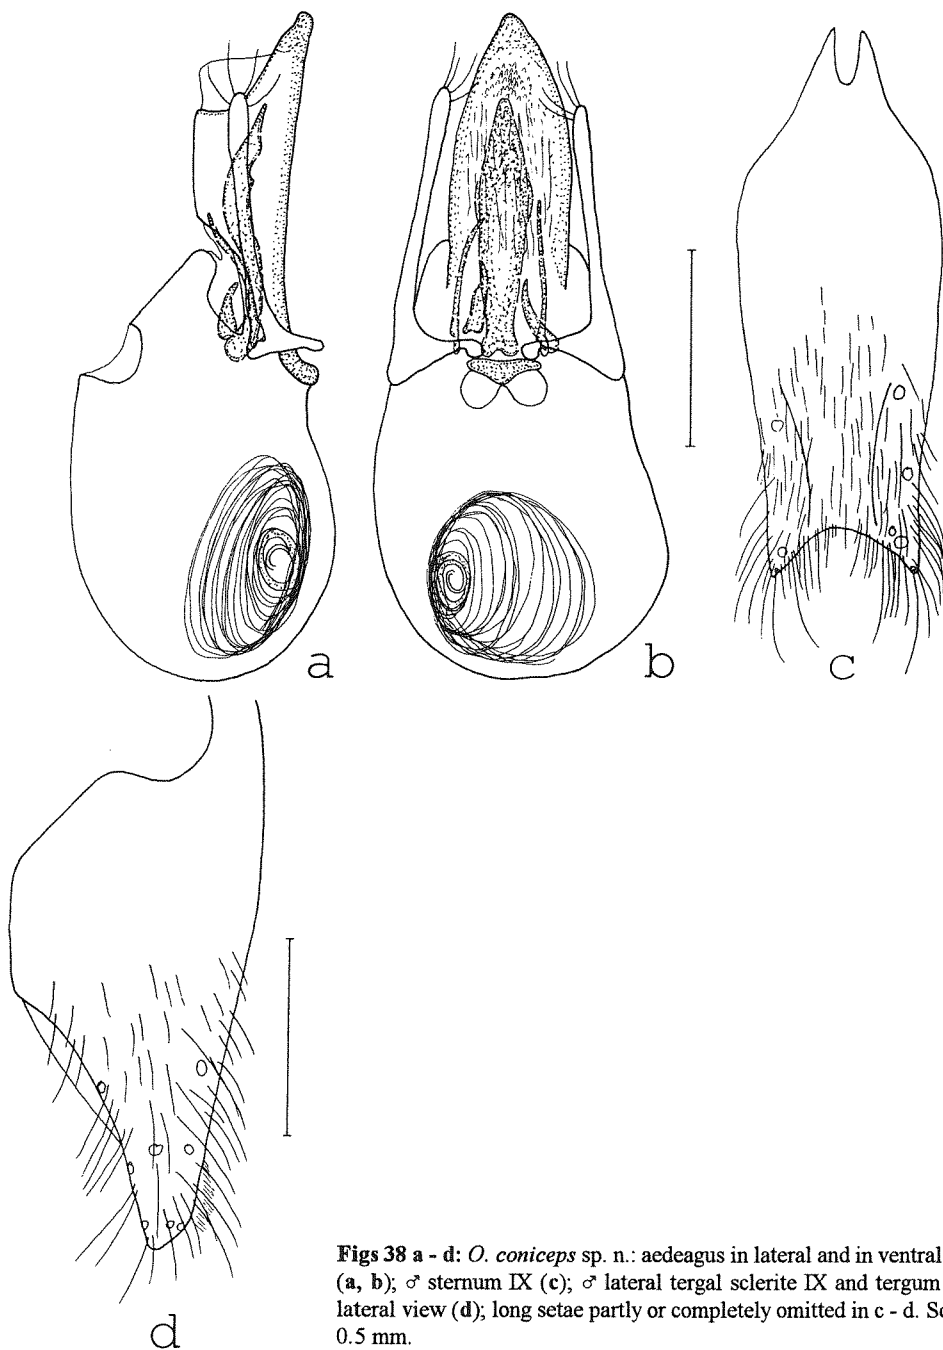 a
b
c
d
Figs 38 a - d: O. coniceps sp. n.: aedeagus in lateral and in ventral
(a, b); ♂ sternum IX (c); ♂ lateral tergal sclerite IX and tergum
lateral view (d); long setae partly or completely omitted in c - d.
0.5 mm.